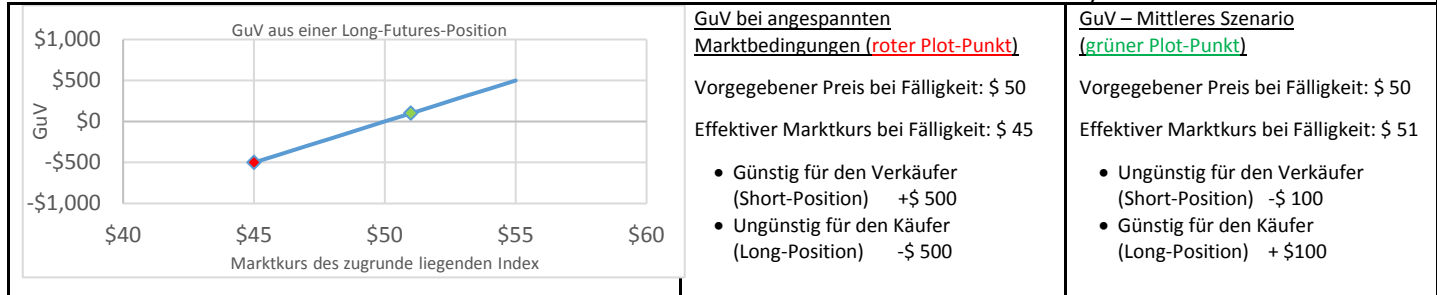 GuV aus einer Long-Futures-Position
$1,000
$500
$0
-$500
-$1,000
GuV
$40 $45 $50 $55 $60
Marktkurs des zugrunde liegenden Index
GuV bei angespannten
Marktbedingungen (roter Plot-Punkt)
Vorgegebener Preis bei Fälligkeit: $ 50
Effektiver Marktkurs bei Fälligkeit: $ 45
• Günstig für den Verkäufer
(Short-Position) +$ 500
• Ungünstig für den Käufer
(Long-Position) -$ 500
GuV – Mittleres Szenario
(grüner Plot-Punkt)
Vorgegebener Preis bei Fälligkeit: $ 50
Effektiver Marktkurs bei Fälligkeit: $ 51
• Ungünstig für den Verkäufer
(Short-Position) -$ 100
• Günstig für den Käufer
(Long-Position) + $100